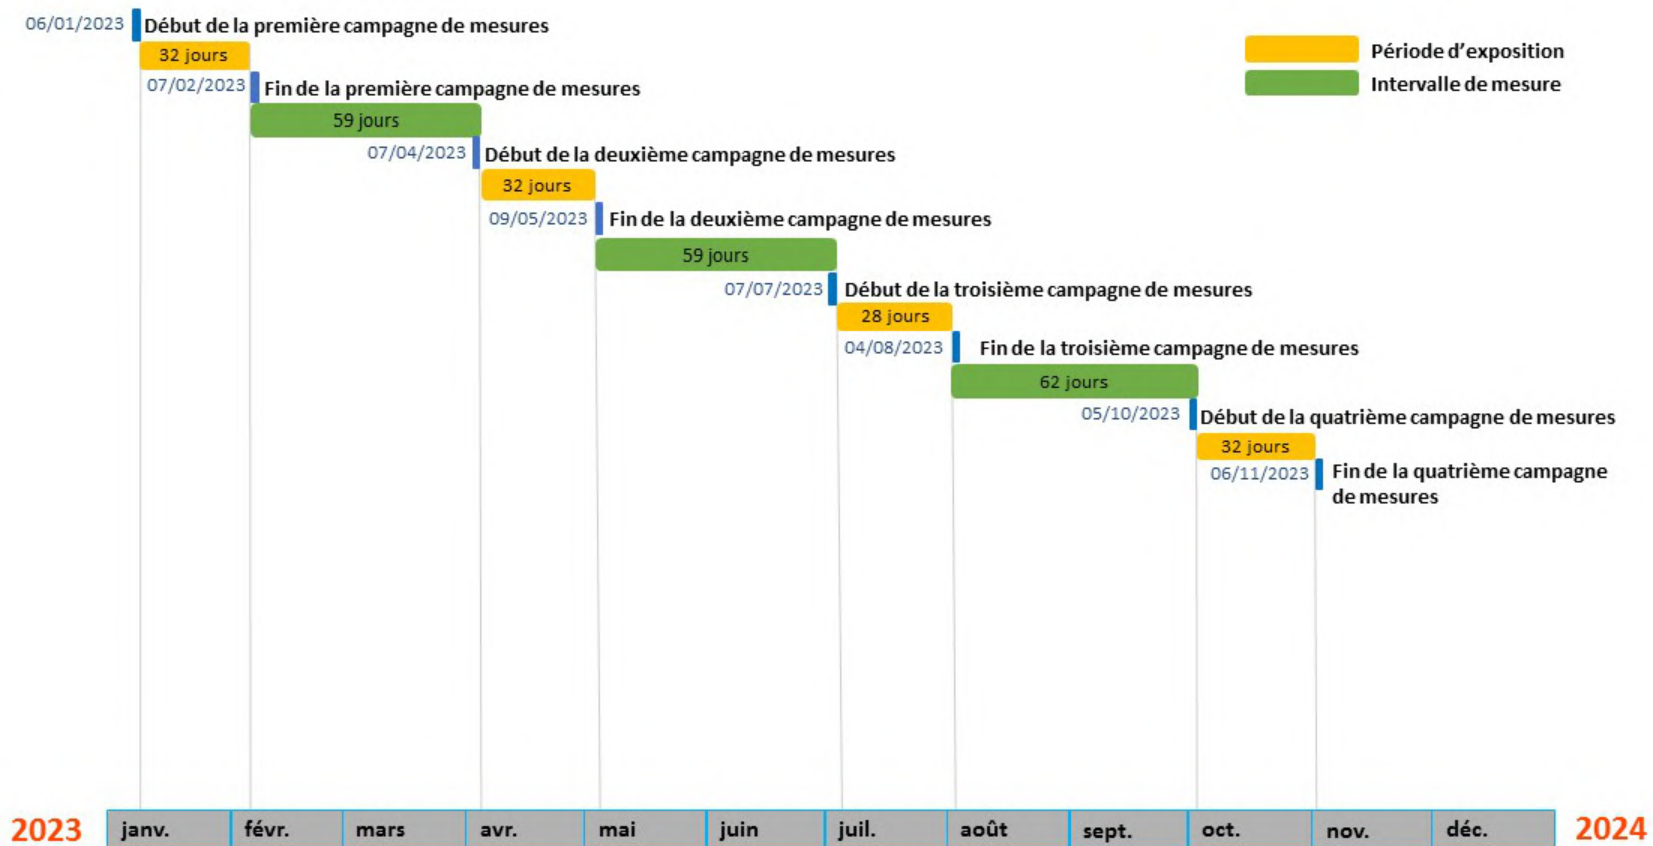 06/01/2023 Début de la première campagne de mesures
32 jours
Période d'exposition
07/02/2023 Fin de la première campagne de mesures
Intervalle de mesure
59 jours
07/04/2023 Début de la deuxième campagne de mesures
32 jours
09/05/2023 Fin de la deuxième campagne de mesures
59 jours
07/07/2023 Début de la troisième campagne de mesures
28 jours
04/08/2023 Fin de la troisième campagne de mesures
62 jours
05/10/2023 Début de la quatrième campagne de mesures
32 jours
06/11/2023 Fin de la quatrième campagne
de mesures
2023 janv. févr. mars avr. mai juin juil. août sept. oct. nov. déc. 2024